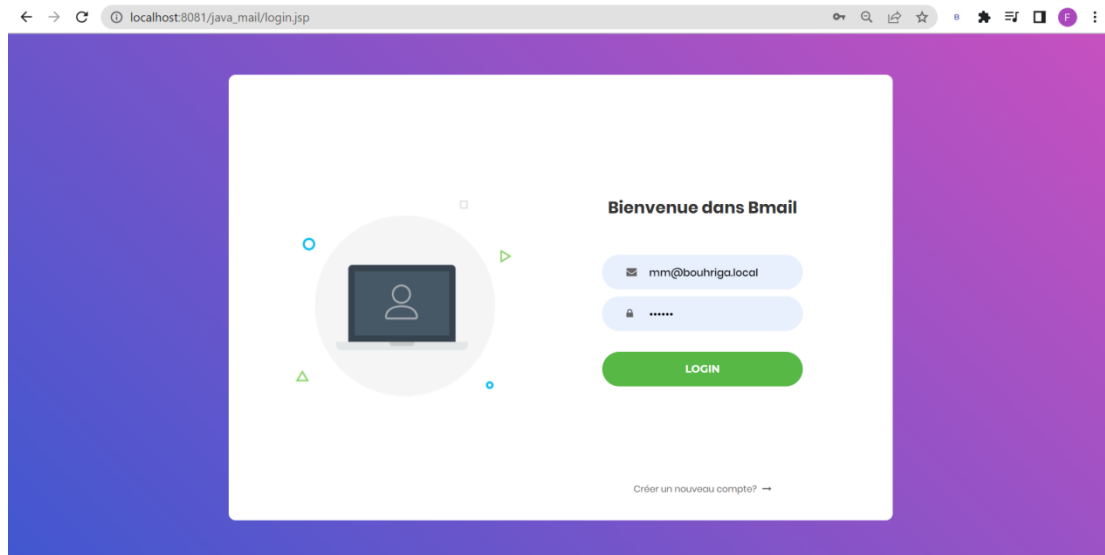 localhost:8081/java_mail/login.jsp
B
F
Bienvenue dans Bmail
mm@bouhriga.local
••••••
LOGIN
Créer un nouveau compte? →